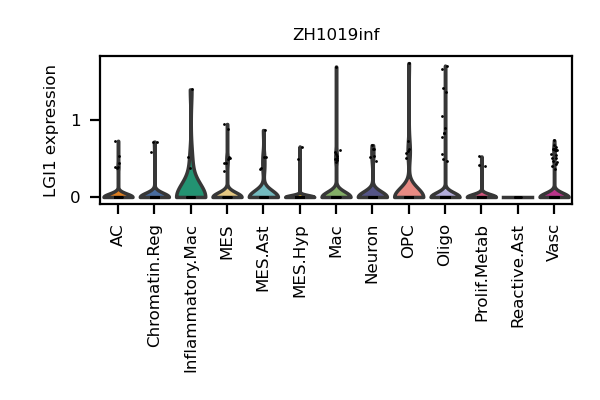 ZH1019inf
LGI1 expression
1
0
AC
Chromatin.Reg
Inflammatory.Mac
MES
MES.Ast
MES.Hyp
Mac
Neuron
OPC
Oligo
Prolif.Metab
Reactive.Ast
Vasc